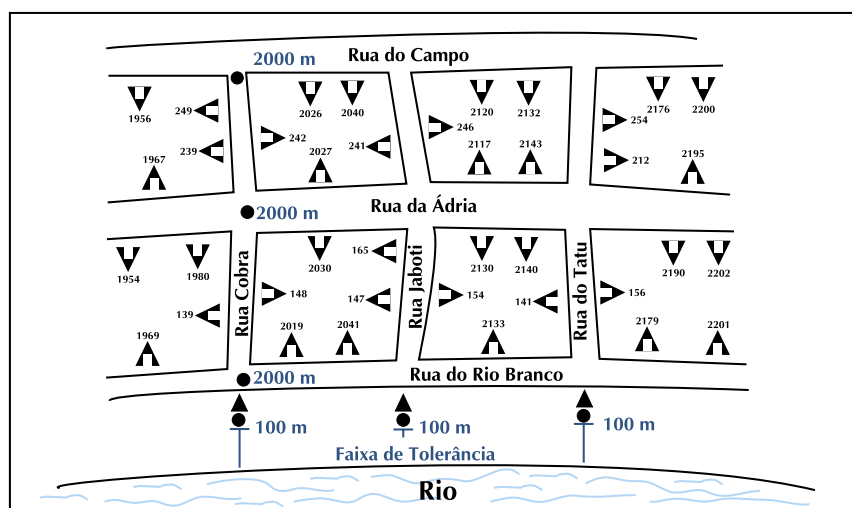 Rua do Campo
2000 m
1956
249
239
1967
2026
2040
242
241
2027
2120
2132
246
2117
2143
2176
2200
254
212
2195
Rua da Ádria
2000 m
1954
1980
139
1969
Rua Cobra
2030
165
148
147
2019
2041
Rua Jaboti
2130
2140
154
141
2133
Rua do Tatu
2190
2202
156
2179
2201
2000 m
Rua do Rio Branco
100 m
100 m
100 m
Faixa de Tolerância
Rio